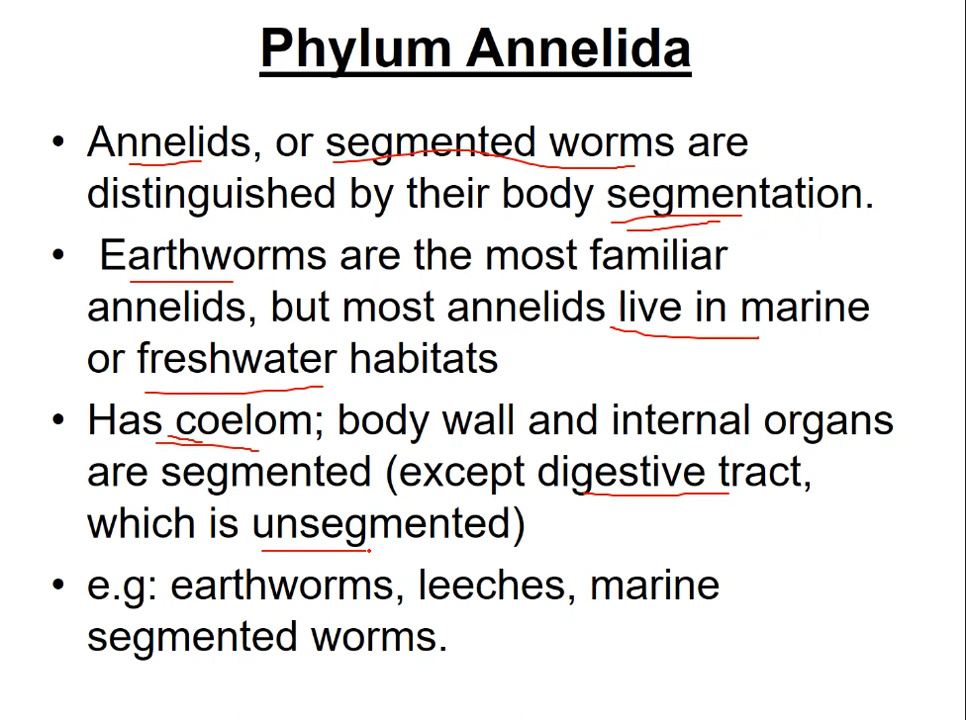 Phylum Annelida
• Annelids, or segmented worms are
distinguished by their body segmentation.
• Earthworms are the most familiar
annelids, but most annelids live in marine
or freshwater habitats
• Has coelom; body wall and internal organs
are segmented (except digestive tract,
which is unsegmented)
• e.g: earthworms, leeches, marine
segmented worms.